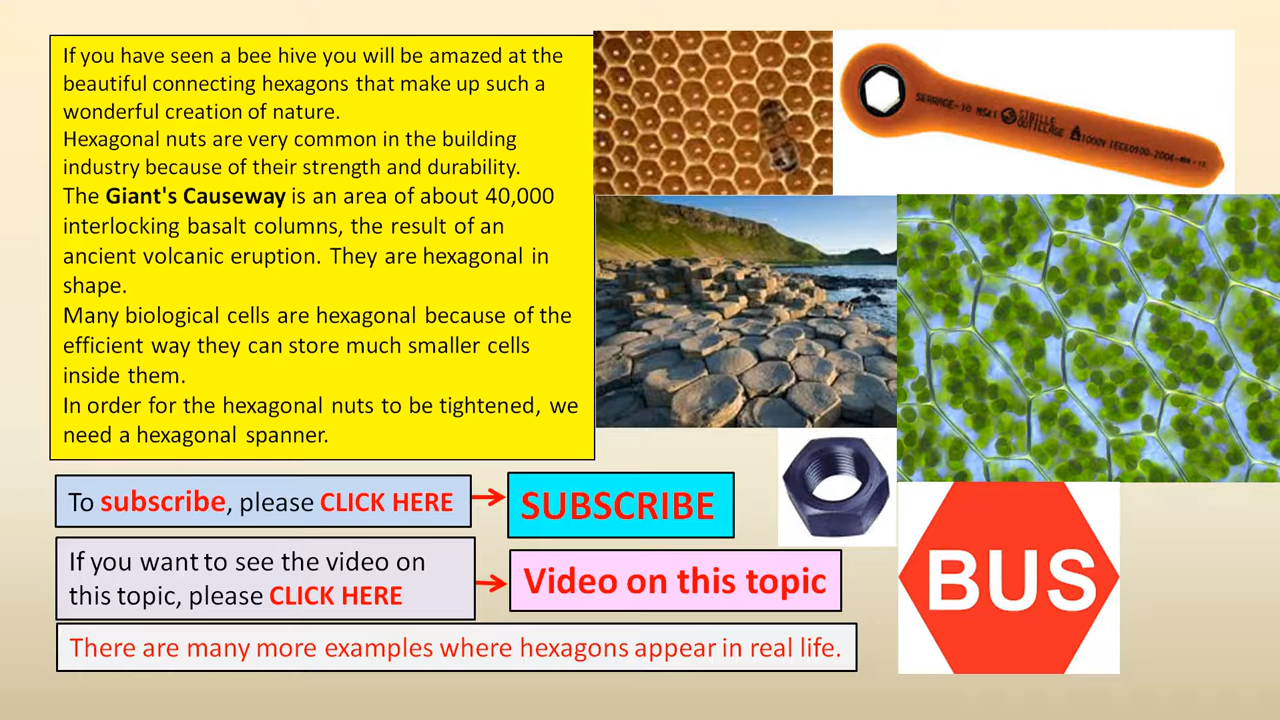 If you have seen a bee hive you will be amazed at the
beautiful connecting hexagons that make up such a
wonderful creation of nature.
Hexagonal nuts are very common in the building
industry because of their strength and durability.
The Giant's Causeway is an area of about 40,000
interlocking basalt columns, the result of an
ancient volcanic eruption. They are hexagonal in
shape.
Many biological cells are hexagonal because of the
efficient way they can store much smaller cells
inside them.
In order for the hexagonal nuts to be tightened, we
need a hexagonal spanner.
To subscribe, please CLICK HERE
SUBSCRIBE
If you want to see the video on
this topic, please CLICK HERE
Video on this topic
There are many more examples where hexagons appear in real life.
OUTILLAGE
1000V
BUS